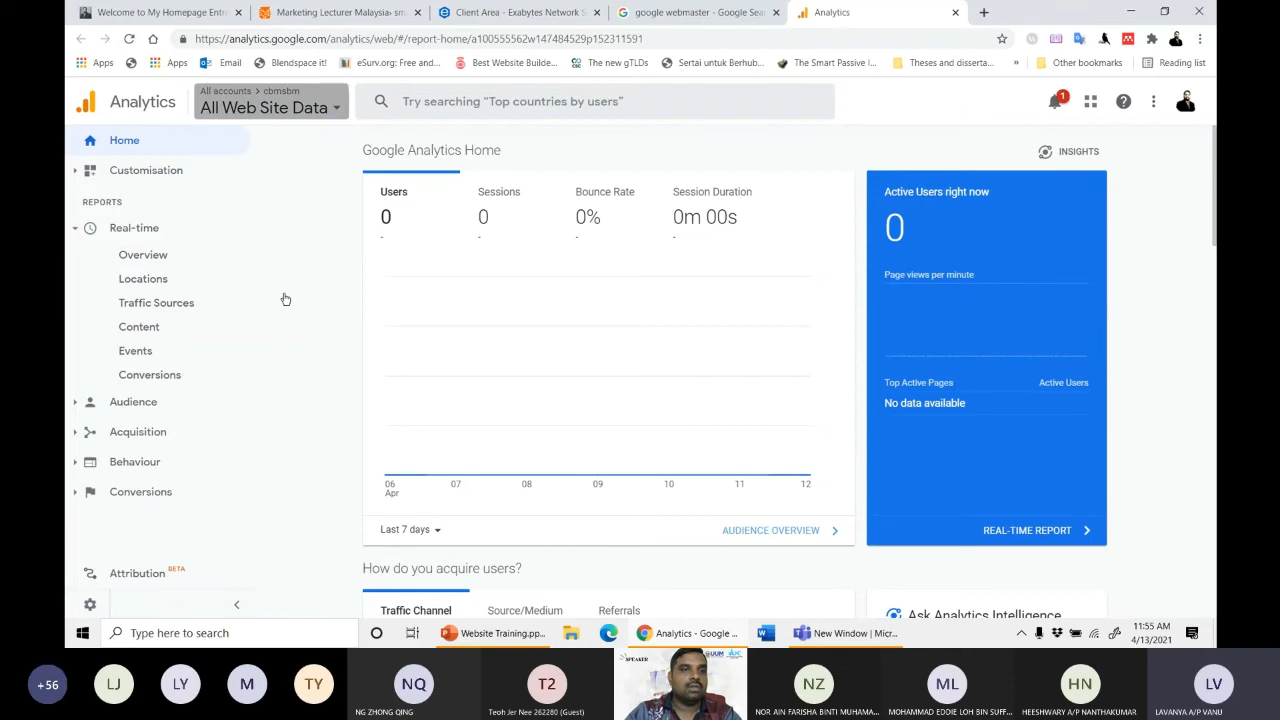 Welcome to My Homepage Entr
Marketing Lecturer Malaysia› sm
Client Area - Exabytes Network S
google webmaster - Google Sea
Analytics
https://analytics.google.com/analytics/web/#/report-home/a100555562w147484529p152311591
Apps
Apps
Email
Blendspace it!
eSurv.org: Free and...
Best Website Builde...
The new gTLDs
Sertai untuk Berhub...
The Smart Passive I...
Theses and disserta...
»
Other bookmarks
Reading list
Analytics
All accounts > cbmsbm
All Web Site Data
Try searching “Top countries by users”
1
Home
Customisation
REPORTS
Real-time
Overview
Locations
Traffic Sources
Content
Events
Conversions
Audience
Acquisition
Behaviour
Conversions
Attribution BETA
Google Analytics Home
INSIGHTS
Users
0
-
Sessions
0
-
Bounce Rate
0%
-
Session Duration
0m 00s
-
06
Apr
07
08
09
10
11
12
Last 7 days
AUDIENCE OVERVIEW
Active Users right now
0
Page views per minute
Top Active Pages Active Users
No data available
REAL-TIME REPORT
How do you acquire users?
Traffic Channel
Source/Medium
Referrals
Ask Analytics Intelligence
Type here to search
Website Training.pp...
Analytics - Google ...
New Window | Micr...
11:55 AM
4/13/2021
+56
LJ
LY
M
TY
NQ
NG ZHONG QING
T2
Teoh Jer Nee 262280 (Guest)
SPEAKER
UUM
NZ
NOR AIN FARISHA BINTI MUHAMA...
ML
MOHAMMAD EDDIE LOH BIN SUFF...
HN
HEESHWARY A/P NANTHAKUMAR
LV
LAVANYA A/P VANU